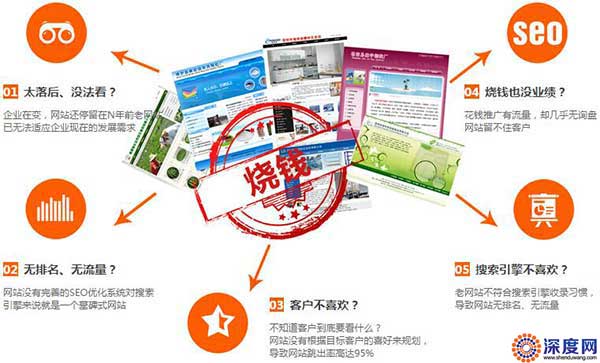 seo
01 太落后、没法看？
企业在变，网站还停留在N年前老网
已无法适应企业现在的发展需求
04 烧钱也没业绩？
花钱推广有流量，却几乎无询盘
网站留不住客户
烧钱
02 无排名、无流量？
网站没有完善的SEO优化系统对搜索
引擎来说就是一个墓碑式网站
05 搜索引擎不喜欢？
老网站不符合搜索引擎收录习惯，
导致网站无排名、无流量
03 客户不喜欢？
不知道客户到底要看什么？
网站没有根据目标客户的喜好来规划，
导致网站跳出率高达95%
深度网
www.shenduwang.com